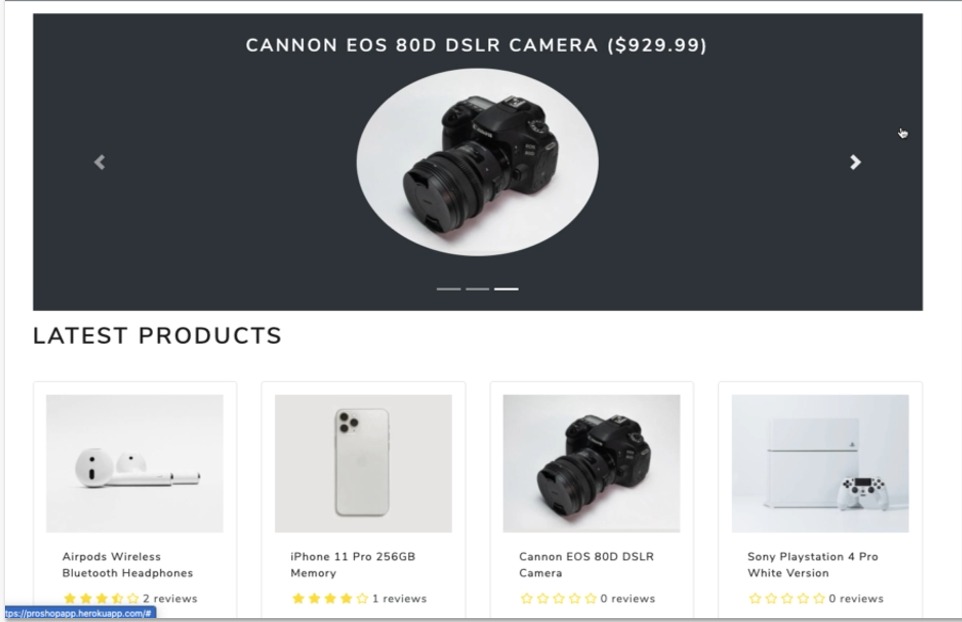 CANNON EOS 80D DSLR CAMERA ($929.99)
LATEST PRODUCTS
Airpods Wireless
Bluetooth Headphones
2 reviews
iPhone 11 Pro 256GB
Memory
1 reviews
Cannon EOS 80D DSLR
Camera
0 reviews
Sony Playstation 4 Pro
White Version
0 reviews
tps://proshopapp.herokuapp.com/#